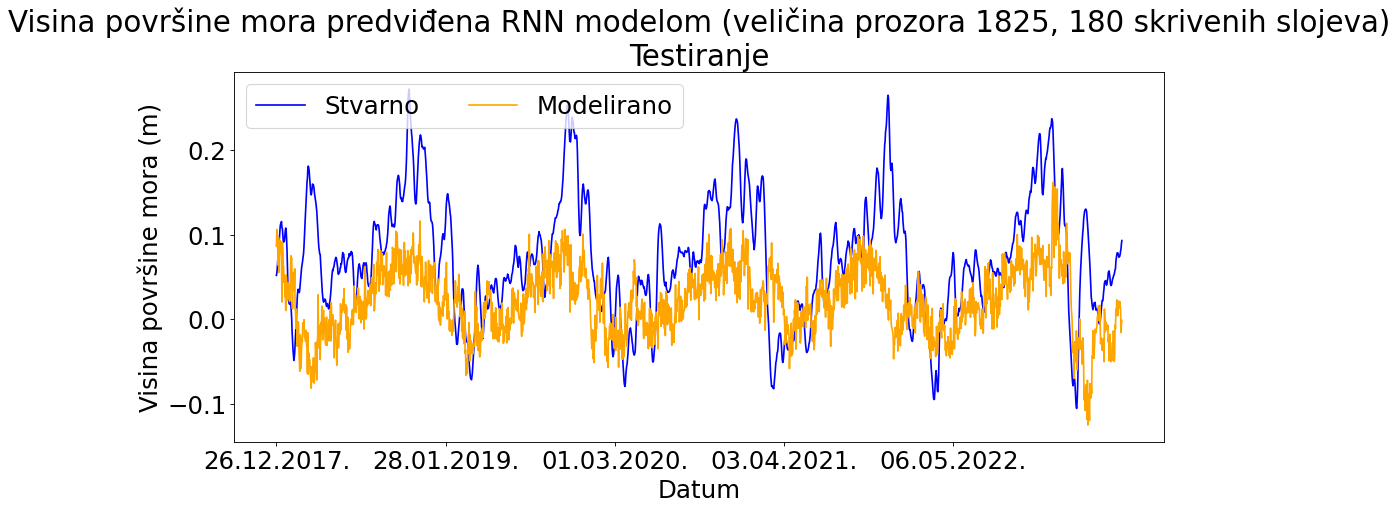 Visina površine mora predviđena RNN modelom (veličina prozora 1825, 180 skrivenih slojeva)
Testiranje
Stvarno
Modelirano
Visina površine mora (m)
0.2
0.1
0.0
−0.1
26.12.2017.
28.01.2019.
01.03.2020.
03.04.2021.
06.05.2022.
Datum